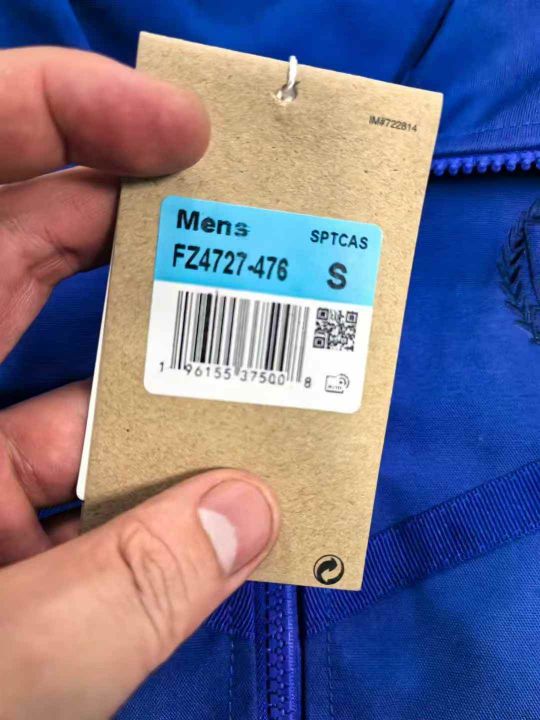 IM#722814
Mens
SPTCAS
FZ4727-476
S
1 96155 37500 8